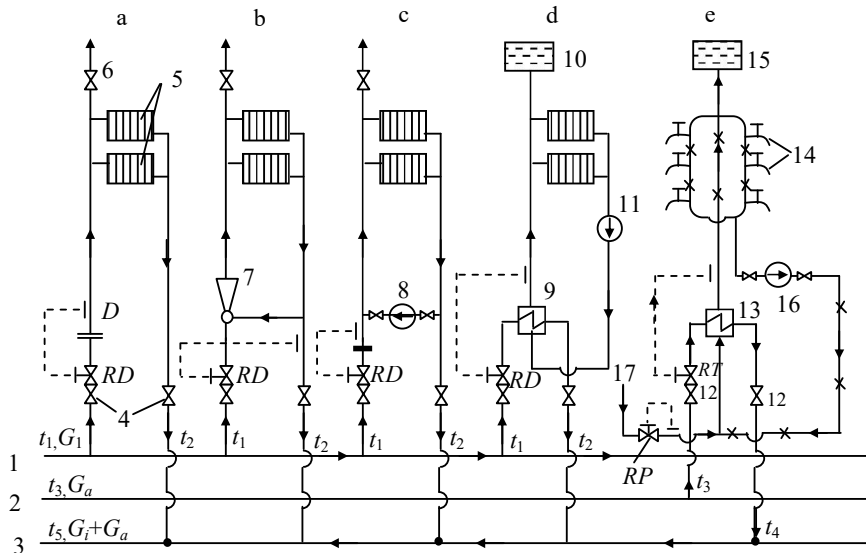 a b c d e
6 5 10 15
14
11
7 8 9 13 16
D
RD RD RD RD RT
12 12
17
4
t₁,G₁ t₂ t₁ t₂ t₁ t₂ t₁ t₂
1
RP
t₃,Gₐ t₃
2
t₅,Gᵢ+Gₐ t₄
3